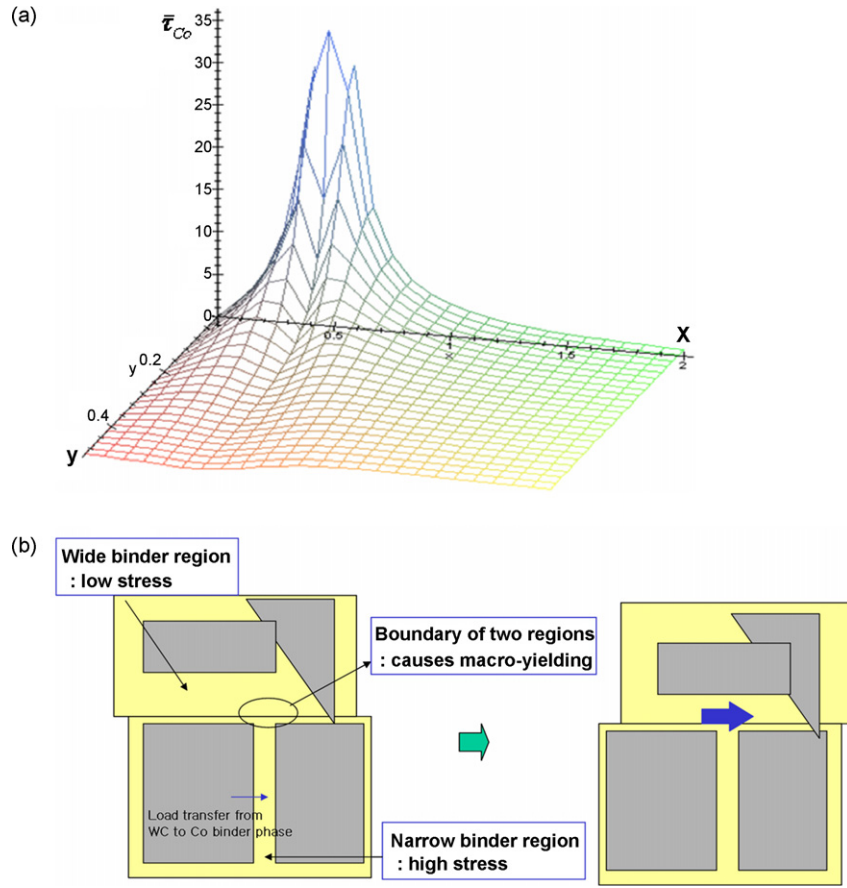 (a)
τ̄Co
35
30
25
20
15
10
5
0
0.5
1
x
1.5
2
X
0.2
y
0.4
y
(b)
Wide binder region
: low stress
Boundary of two regions
: causes macro-yielding
Load transfer from
WC to Co binder phase
Narrow binder region
: high stress